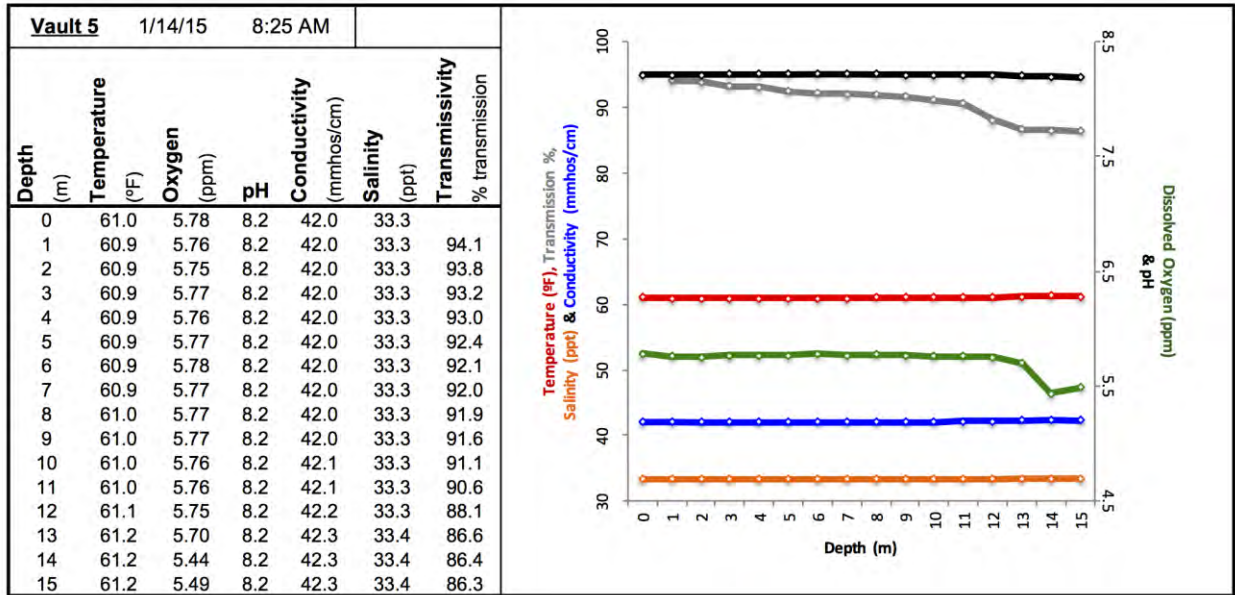 Vault 5 1/14/15 8:25 AM
Depth (m) Temperature (ºF) Oxygen (ppm) pH Conductivity (mmhos/cm) Salinity (ppt) Transmissivity % transmission
0 61.0 5.78 8.2 42.0 33.3
1 60.9 5.76 8.2 42.0 33.3 94.1
2 60.9 5.75 8.2 42.0 33.3 93.8
3 60.9 5.77 8.2 42.0 33.3 93.2
4 60.9 5.76 8.2 42.0 33.3 93.0
5 60.9 5.77 8.2 42.0 33.3 92.4
6 60.9 5.78 8.2 42.0 33.3 92.1
7 60.9 5.77 8.2 42.0 33.3 92.0
8 61.0 5.77 8.2 42.0 33.3 91.9
9 61.0 5.77 8.2 42.0 33.3 91.6
10 61.0 5.76 8.2 42.1 33.3 91.1
11 61.0 5.76 8.2 42.1 33.3 90.6
12 61.1 5.75 8.2 42.2 33.3 88.1
13 61.2 5.70 8.2 42.3 33.4 86.6
14 61.2 5.44 8.2 42.3 33.4 86.4
15 61.2 5.49 8.2 42.3 33.4 86.3
Temperature (ºF), Transmission %,
Salinity (ppt) & Conductivity (mmhos/cm)
100
90
80
70
60
50
40
30
0 1 2 3 4 5 6 7 8 9 10 11 12 13 14 15
Depth (m)
8.5
7.5
6.5
5.5
4.5
Dissolved Oxygen (ppm)
& pH